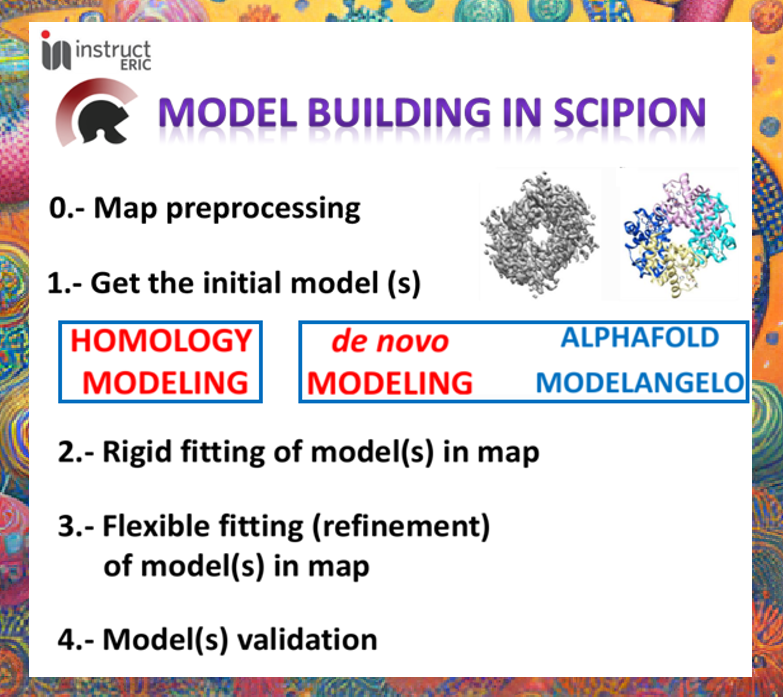 instruct
ERIC
MODEL BUILDING IN SCIPION
0.- Map preprocessing
1.- Get the initial model (s)
HOMOLOGY
MODELING
de novo
MODELING
ALPHAFOLD
MODELANGELO
2.- Rigid fitting of model(s) in map
3.- Flexible fitting (refinement)
of model(s) in map
4.- Model(s) validation